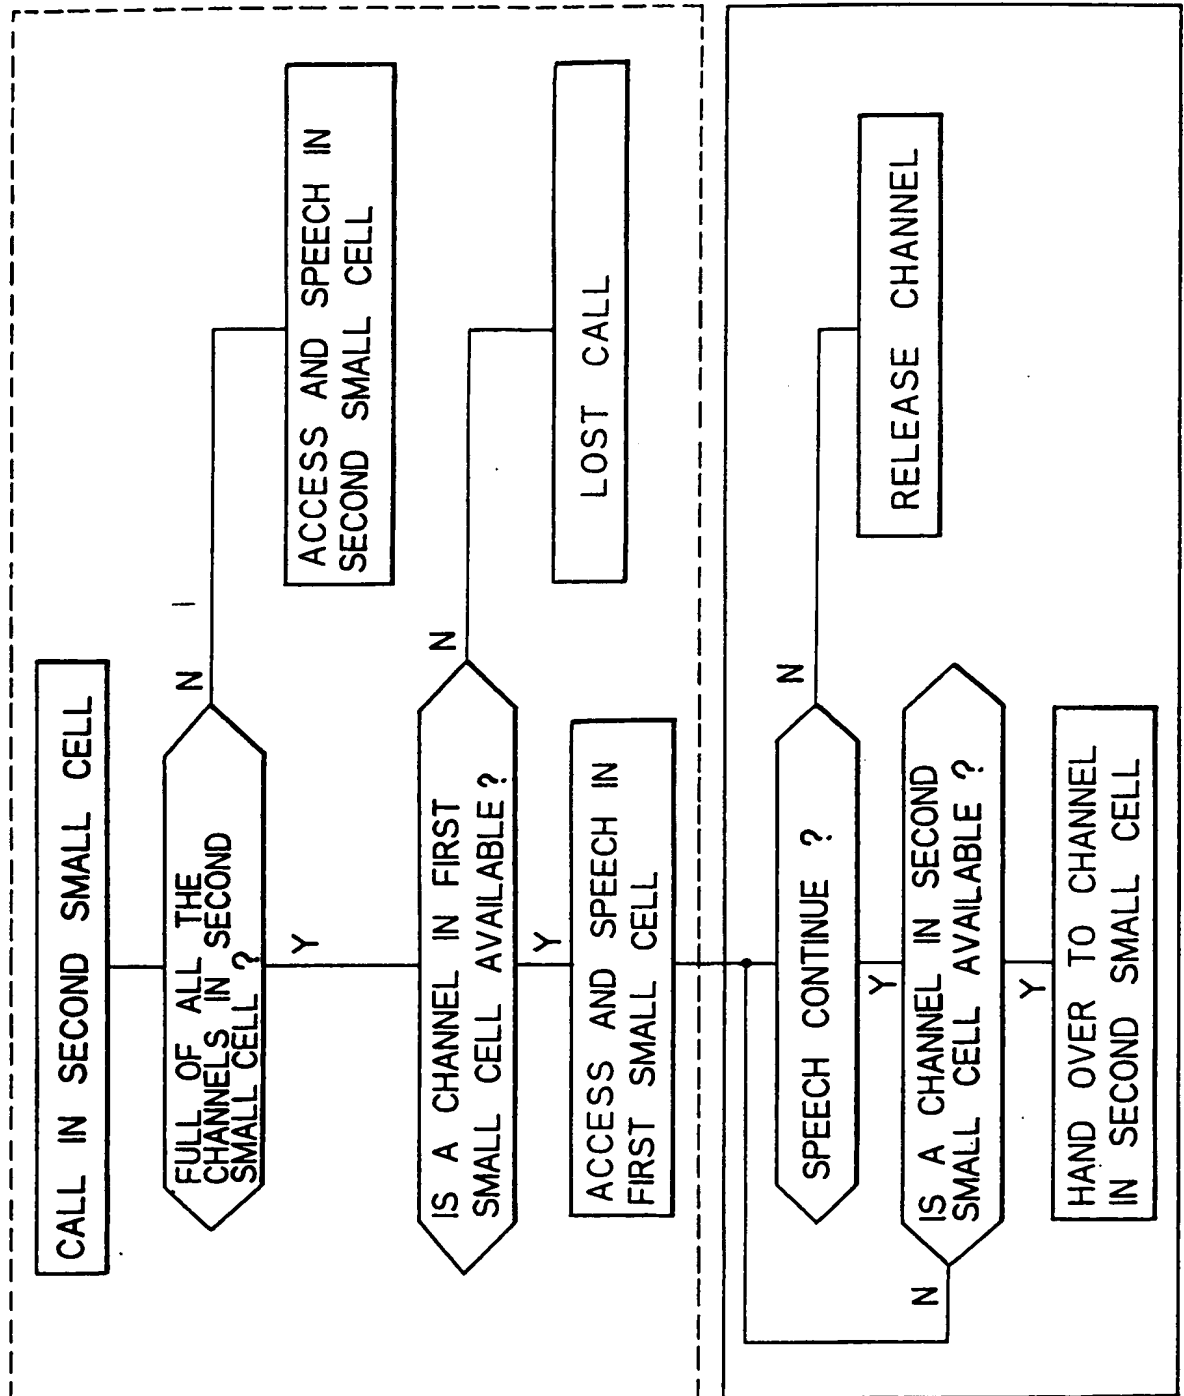 CALL IN SECOND SMALL CELL
FULL OF ALL THE
CHANNELS IN SECOND
SMALL CELL ?
N
ACCESS AND SPEECH IN
SECOND SMALL CELL
Y
IS A CHANNEL IN FIRST
SMALL CELL AVAILABLE ?
N
LOST CALL
Y
ACCESS AND SPEECH IN
FIRST SMALL CELL
SPEECH CONTINUE ?
N
RELEASE CHANNEL
Y
IS A CHANNEL IN SECOND
SMALL CELL AVAILABLE ?
N
Y
HAND OVER TO CHANNEL
IN SECOND SMALL CELL